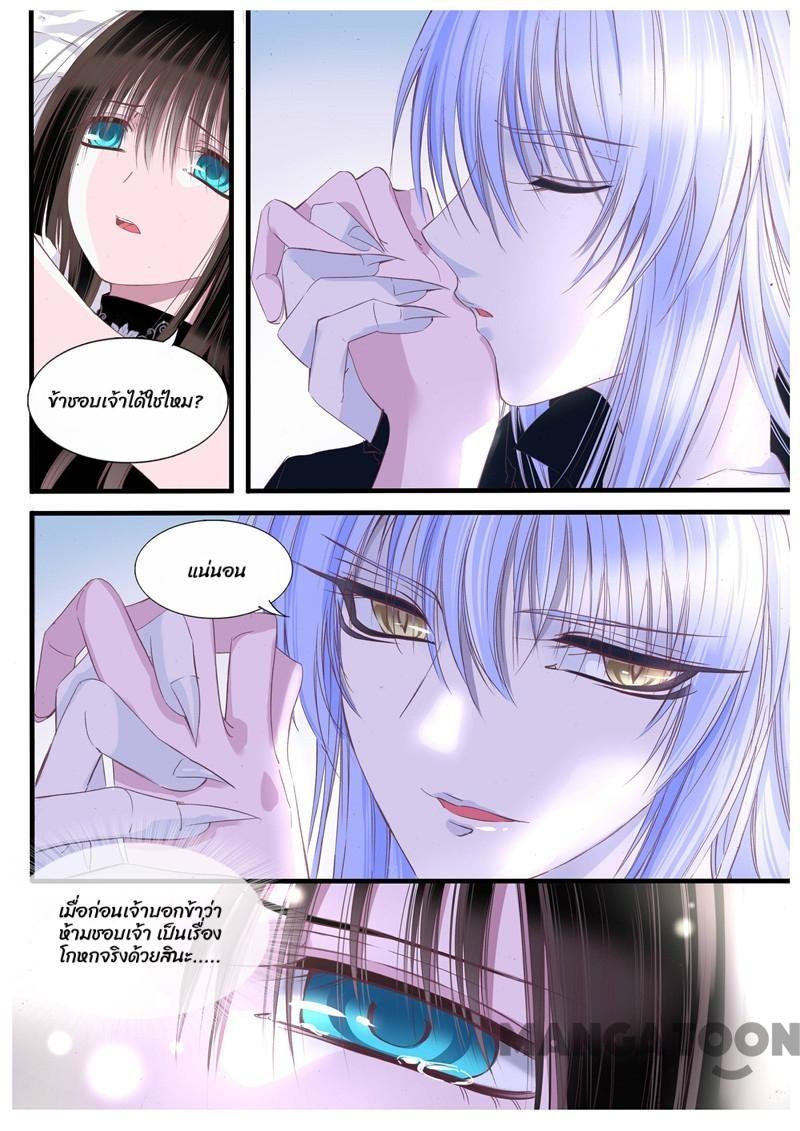 ข้าชอบเจ้าได้ใช่ไหม?
แน่นอน
เมื่อก่อนเจ้าบอกข้าว่า
ห้ามชอบเจ้า เป็นเรื่อง
โกหกจริงด้วยสินะ.....
MANGATOON